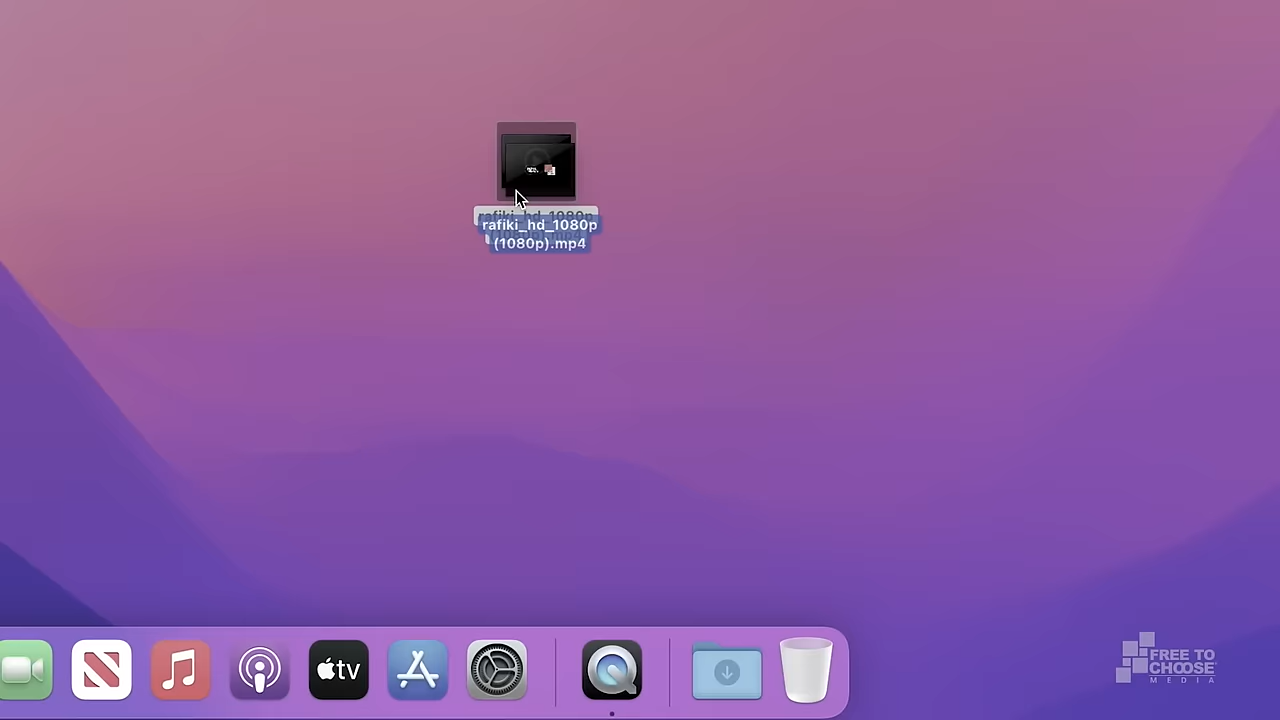 rafiki_hd_1080p
(1080p).mp4
tv
FREE TO
CHOOSE
MEDIA